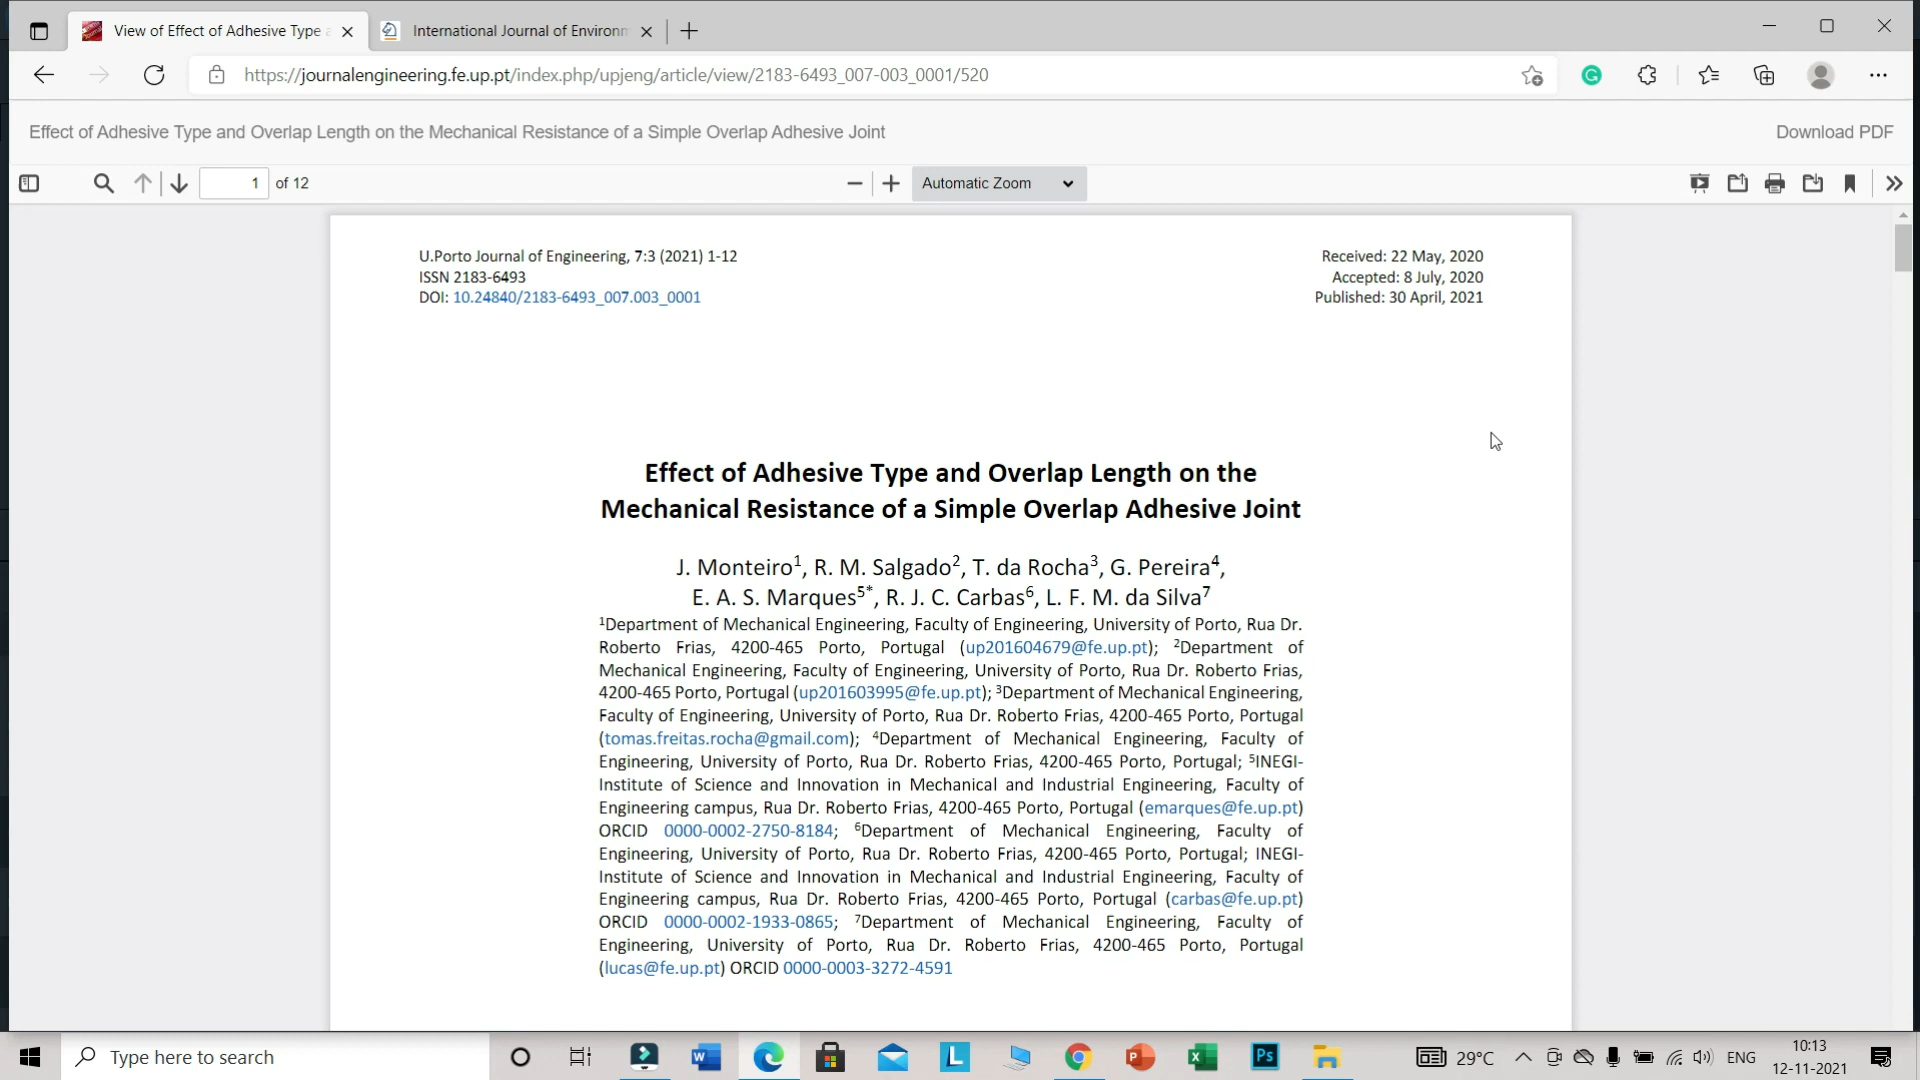 View of Effect of Adhesive Type a
International Journal of Environm
https://journalengineering.fe.up.pt/index.php/upjeng/article/view/2183-6493_007-003_0001/520
Effect of Adhesive Type and Overlap Length on the Mechanical Resistance of a Simple Overlap Adhesive Joint
Download PDF
1 of 12
Automatic Zoom
U.Porto Journal of Engineering, 7:3 (2021) 1-12
ISSN 2183-6493
DOI: 10.24840/2183-6493_007.003_0001
Received: 22 May, 2020
Accepted: 8 July, 2020
Published: 30 April, 2021
Effect of Adhesive Type and Overlap Length on the
Mechanical Resistance of a Simple Overlap Adhesive Joint
J. Monteiro1, R. M. Salgado2, T. da Rocha3, G. Pereira4,
E. A. S. Marques5*, R. J. C. Carbas6, L. F. M. da Silva7
1Department of Mechanical Engineering, Faculty of Engineering, University of Porto, Rua Dr.
Roberto Frias, 4200-465 Porto, Portugal (up201604679@fe.up.pt); 2Department of
Mechanical Engineering, Faculty of Engineering, University of Porto, Rua Dr. Roberto Frias,
4200-465 Porto, Portugal (up201603995@fe.up.pt); 3Department of Mechanical Engineering,
Faculty of Engineering, University of Porto, Rua Dr. Roberto Frias, 4200-465 Porto, Portugal
(tomas.freitas.rocha@gmail.com); 4Department of Mechanical Engineering, Faculty of
Engineering, University of Porto, Rua Dr. Roberto Frias, 4200-465 Porto, Portugal; 5INEGI-
Institute of Science and Innovation in Mechanical and Industrial Engineering, Faculty of
Engineering campus, Rua Dr. Roberto Frias, 4200-465 Porto, Portugal (emarques@fe.up.pt)
ORCID 0000-0002-2750-8184; 6Department of Mechanical Engineering, Faculty of
Engineering, University of Porto, Rua Dr. Roberto Frias, 4200-465 Porto, Portugal; INEGI-
Institute of Science and Innovation in Mechanical and Industrial Engineering, Faculty of
Engineering campus, Rua Dr. Roberto Frias, 4200-465 Porto, Portugal (carbas@fe.up.pt)
ORCID 0000-0002-1933-0865; 7Department of Mechanical Engineering, Faculty of
Engineering, University of Porto, Rua Dr. Roberto Frias, 4200-465 Porto, Portugal
(lucas@fe.up.pt) ORCID 0000-0003-3272-4591
Type here to search
W
L
P
X
Ps
29°C
ENG
10:13
12-11-2021